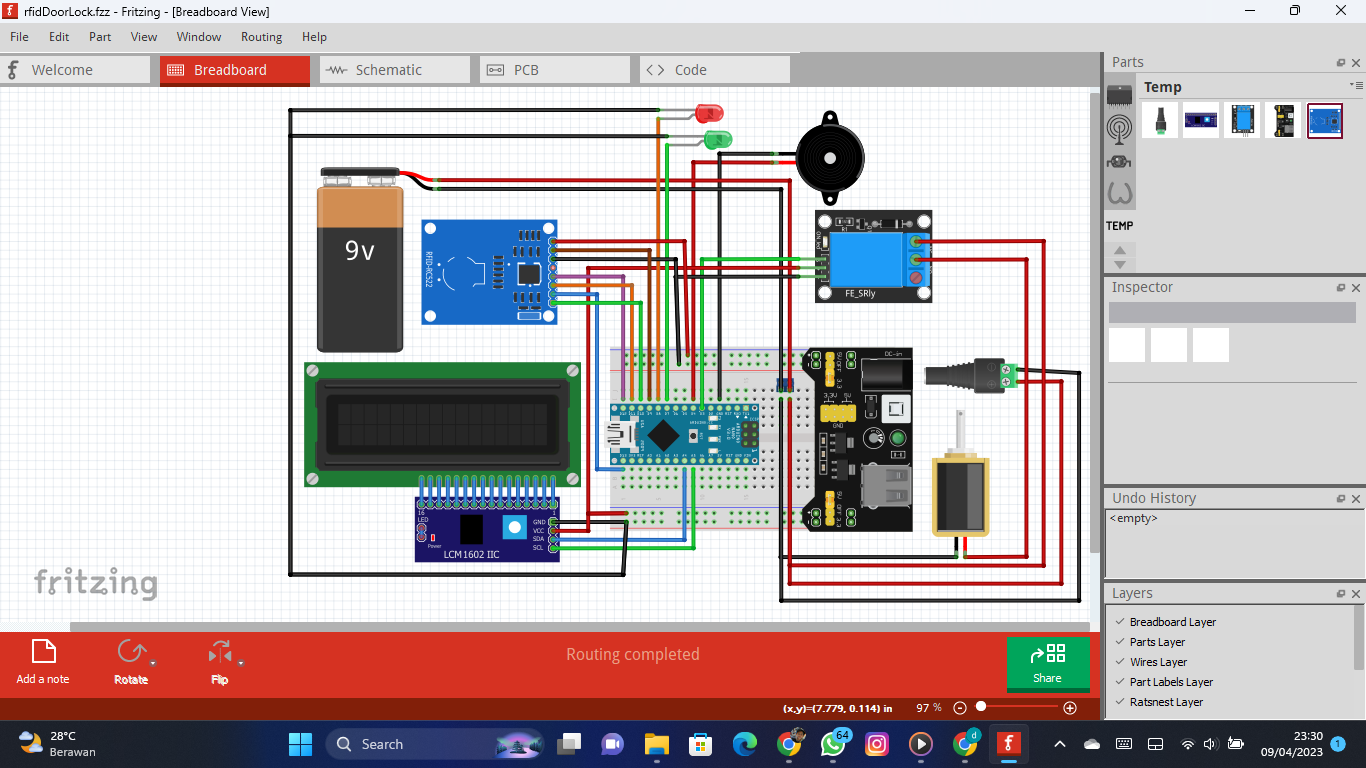 rfidDoorLock.fzz - Fritzing - [Breadboard View]
File Edit Part View Window Routing Help
Welcome
Breadboard
Schematic
PCB
Code
Parts
Temp
TEMP
9v
RFID-RC522
FE_SRly
DC-in
3.3V 5V
GND
16
1
LED
Power
GND
VCC
SDA
SCL
LCM1602 IIC
fritzing
Inspector
Undo History
<empty>
Layers
Breadboard Layer
Parts Layer
Wires Layer
Part Labels Layer
Ratsnest Layer
Add a note
Rotate
Flip
Routing completed
Share
(x,y)=(7.779, 0.114) in
97 %
28°C
Berawan
Search
64
d
23:30
09/04/2023
1